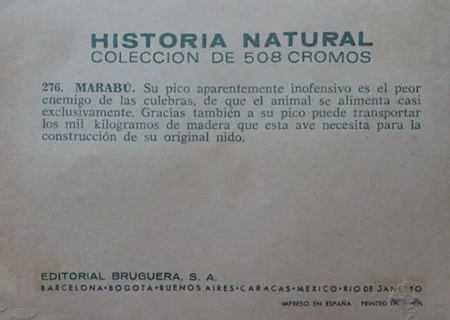 HISTORIA NATURAL
COLECCION DE 508 CROMOS
276. MARABÚ. Su pico aparentemente inofensivo es el peor
enemigo de las culebras, de que el animal se alimenta casi
exclusivamente. Gracias también a su pico puede transportar
los mil kilogramos de madera que esta ave necesita para la
construcción de su original nido.
EDITORIAL BRUGUERA, S. A.
BARCELONA • BOGOTA • BUENOS AIRES • CARACAS • MEXICO • RIO DE JANEIRO
IMPRESO EN ESPAÑA PRINTED IN